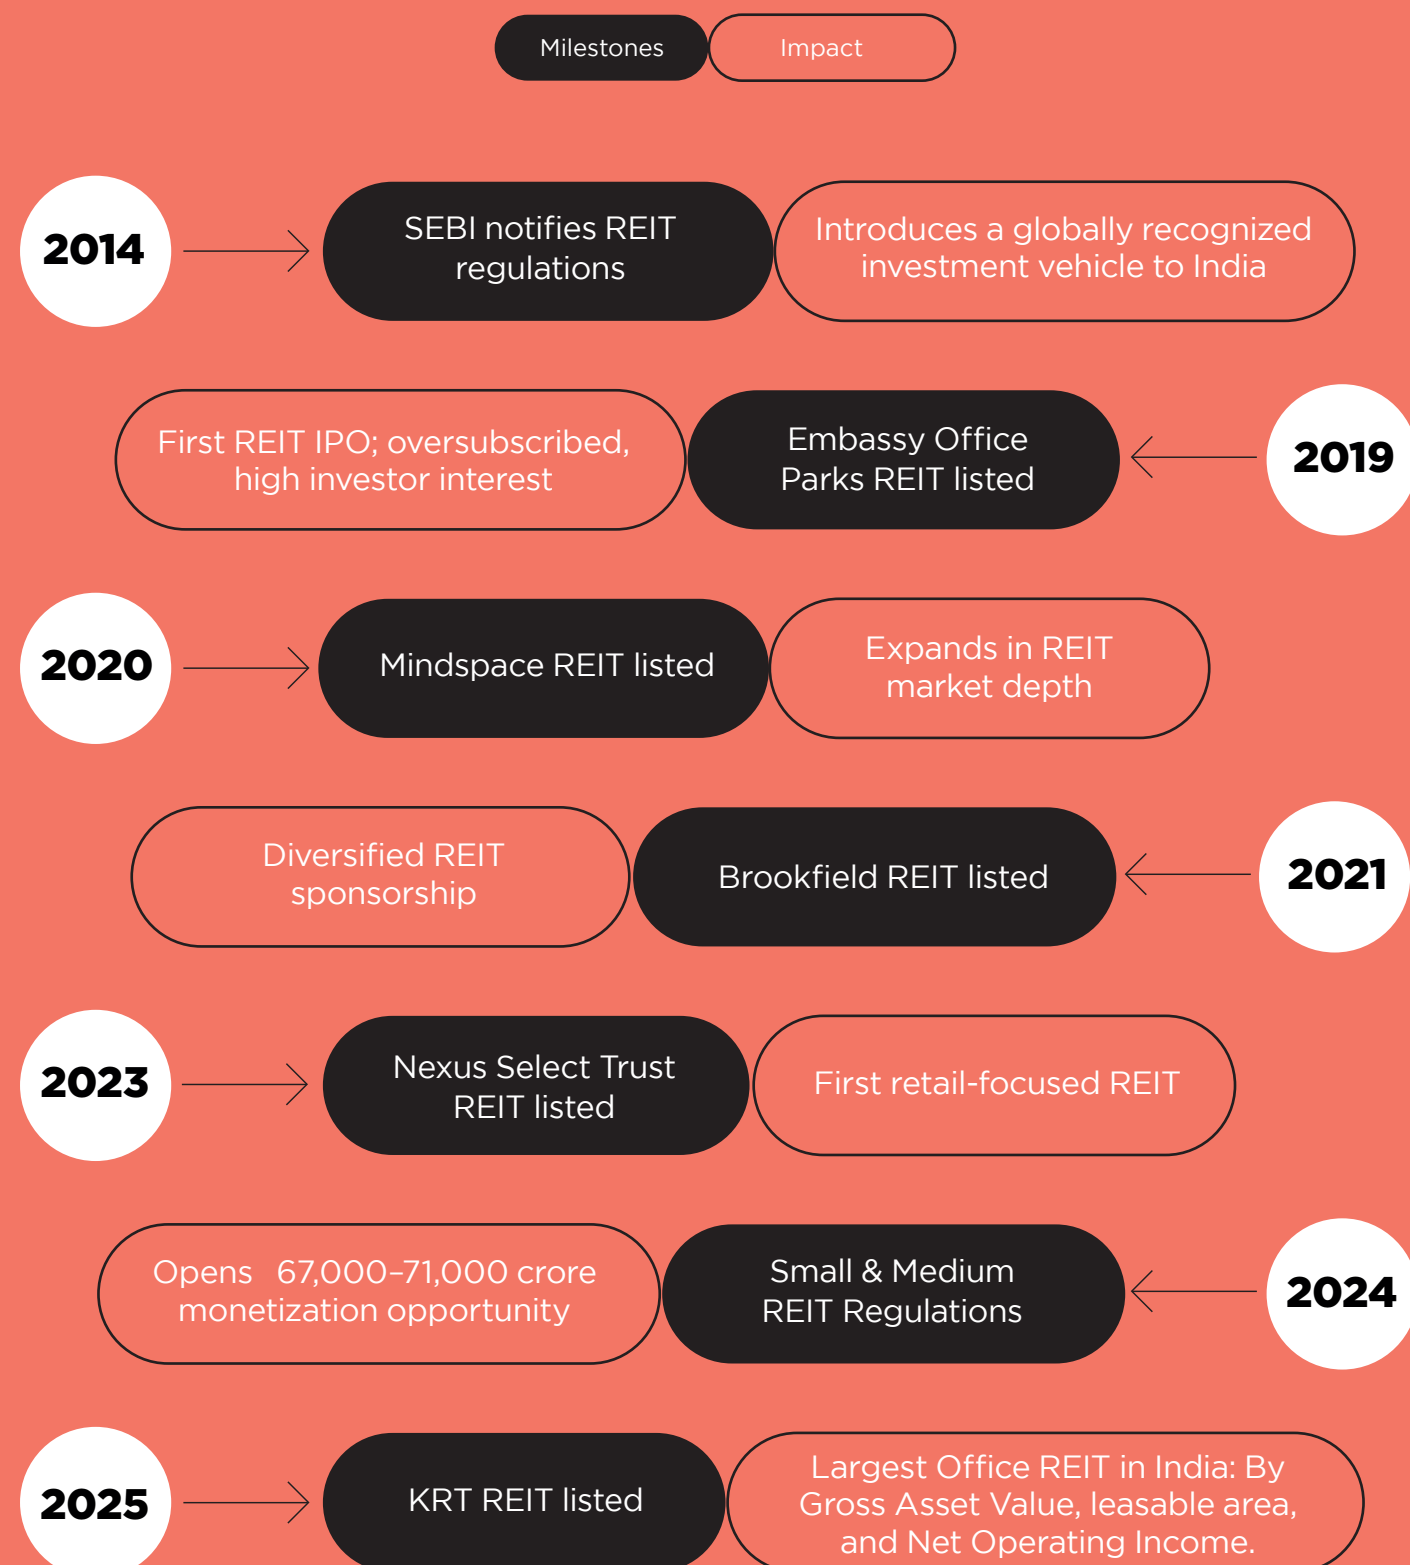 Milestones
Impact
2014
SEBI notifies REIT
regulations
Introduces a globally recognized
investment vehicle to India
First REIT IPO; oversubscribed,
high investor interest
Embassy Office
Parks REIT listed
2019
2020
Mindspace REIT listed
Expands in REIT
market depth
Diversified REIT
sponsorship
Brookfield REIT listed
2021
2023
Nexus Select Trust
REIT listed
First retail-focused REIT
Opens 67,000–71,000 crore
monetization opportunity
Small & Medium
REIT Regulations
2024
2025
KRT REIT listed
Largest Office REIT in India: By
Gross Asset Value, leasable area,
and Net Operating Income.